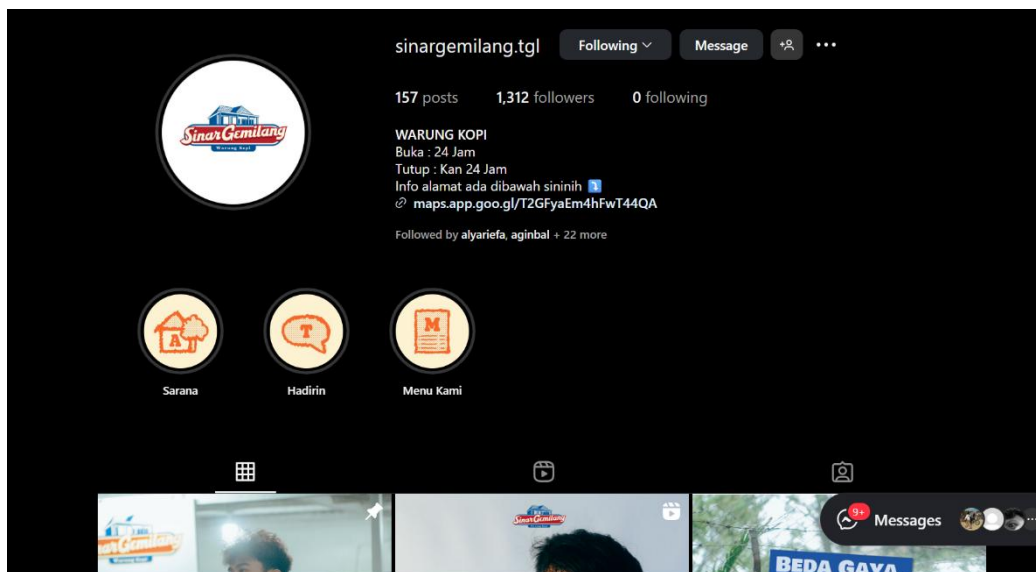 sinargemilang.tgl Following Message
157 posts 1,312 followers 0 following
Sinar Gemilang
Warung Kopi
WARUNG KOPI
Buka : 24 Jam
Tutup : Kan 24 Jam
Info alamat ada dibawah sininih
maps.app.goo.gl/T2GFyaEm4hFwT44QA
Followed by alyariefa, aginbal + 22 more
A T M
Sarana Hadirin Menu Kami
Sinar Gemilang
9+ Messages
BEDA GAYA